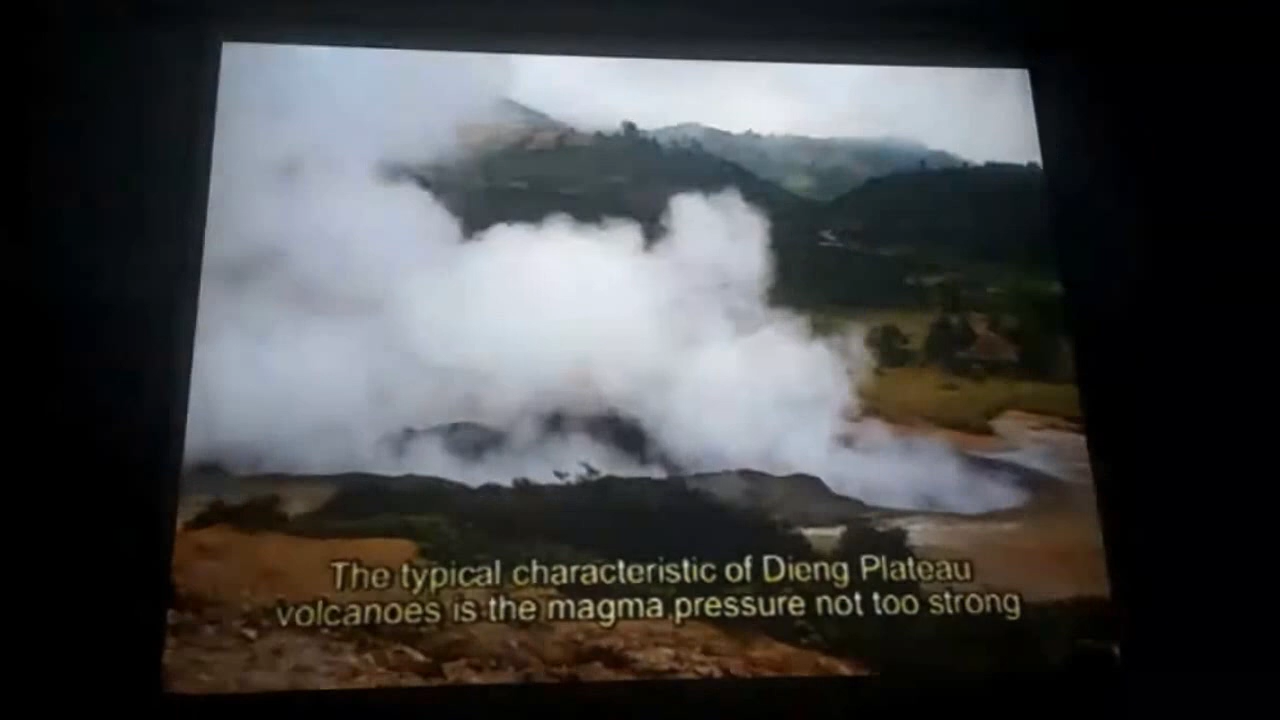 The typical characteristic of Dieng Plateau
volcanoes is the magma pressure not too strong